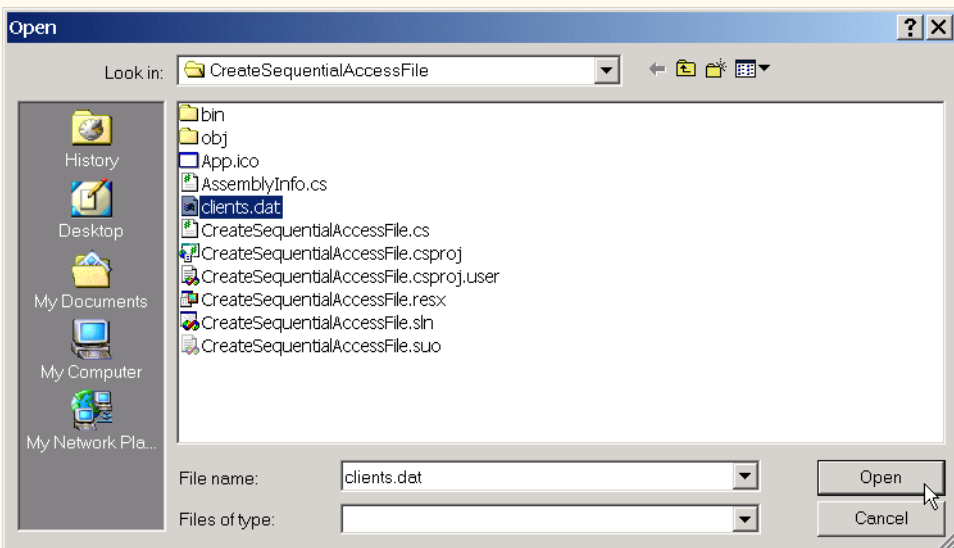 Open
Look in: CreateSequentialAccessFile
History
Desktop
My Documents
My Computer
My Network Pla...
bin
obj
App.ico
AssemblyInfo.cs
clients.dat
CreateSequentialAccessFile.cs
CreateSequentialAccessFile.csproj
CreateSequentialAccessFile.csproj.user
CreateSequentialAccessFile.resx
CreateSequentialAccessFile.sln
CreateSequentialAccessFile.suo
File name: clients.dat Open
Files of type: Cancel